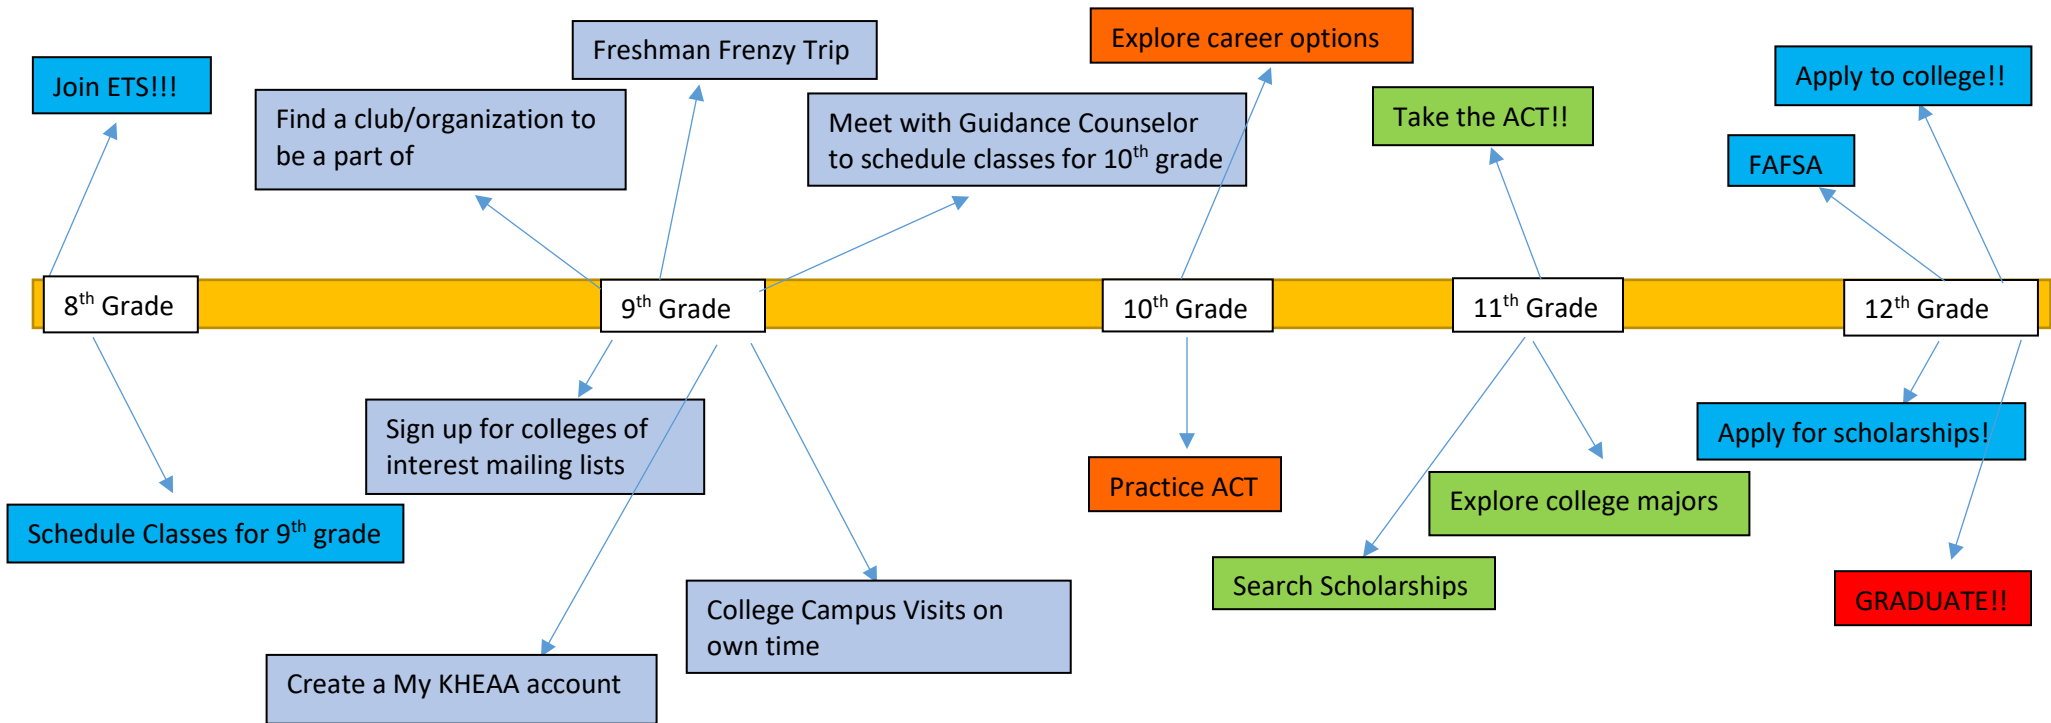 Freshman Frenzy Trip
Explore career options
Join ETS!!!
Apply to college!!
Find a club/organization to
be a part of
Meet with Guidance Counselor
to schedule classes for 10th grade
Take the ACT!!
FAFSA
8th Grade
9th Grade
10th Grade
11th Grade
12th Grade
Sign up for colleges of
interest mailing lists
Apply for scholarships!
Practice ACT
Explore college majors
Schedule Classes for 9th grade
Search Scholarships
GRADUATE!!
College Campus Visits on
own time
Create a My KHEAA account